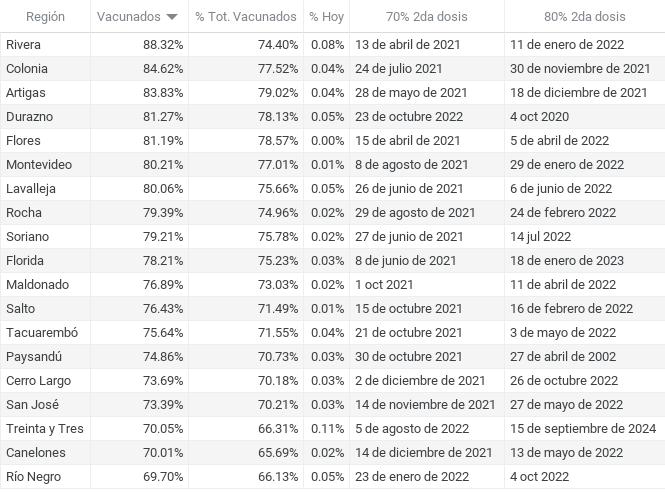 Región Vacunados % Tot. Vacunados % Hoy 70% 2da dosis 80% 2da dosis
Rivera 88.32% 74.40% 0.08% 13 de abril de 2021 11 de enero de 2022
Colonia 84.62% 77.52% 0.04% 24 de julio 2021 30 de noviembre de 2021
Artigas 83.83% 79.02% 0.04% 28 de mayo de 2021 18 de diciembre de 2021
Durazno 81.27% 78.13% 0.05% 23 de octubre 2022 4 oct 2020
Flores 81.19% 78.57% 0.00% 15 de abril de 2021 5 de abril de 2022
Montevideo 80.21% 77.01% 0.01% 8 de agosto de 2021 29 de enero de 2022
Lavalleja 80.06% 75.66% 0.05% 26 de junio de 2021 6 de junio de 2022
Rocha 79.39% 74.96% 0.02% 29 de agosto de 2021 24 de febrero 2022
Soriano 79.21% 75.78% 0.02% 27 de junio de 2021 14 jul 2022
Florida 78.21% 75.23% 0.03% 8 de junio de 2021 18 de enero de 2023
Maldonado 76.89% 73.03% 0.02% 1 oct 2021 11 de abril de 2022
Salto 76.43% 71.49% 0.01% 15 de octubre 2021 16 de febrero de 2022
Tacuarembó 75.64% 71.55% 0.04% 21 de octubre 2021 3 de mayo de 2022
Paysandú 74.86% 70.73% 0.03% 30 de octubre 2021 27 de abril de 2002
Cerro Largo 73.69% 70.18% 0.03% 2 de diciembre de 2021 26 de octubre 2022
San José 73.39% 70.21% 0.03% 14 de noviembre de 2021 27 de mayo de 2022
Treinta y Tres 70.05% 66.31% 0.11% 5 de agosto de 2022 15 de septiembre de 2024
Canelones 70.01% 65.69% 0.02% 14 de diciembre de 2021 13 de mayo de 2022
Río Negro 69.70% 66.13% 0.05% 23 de enero de 2022 4 oct 2022